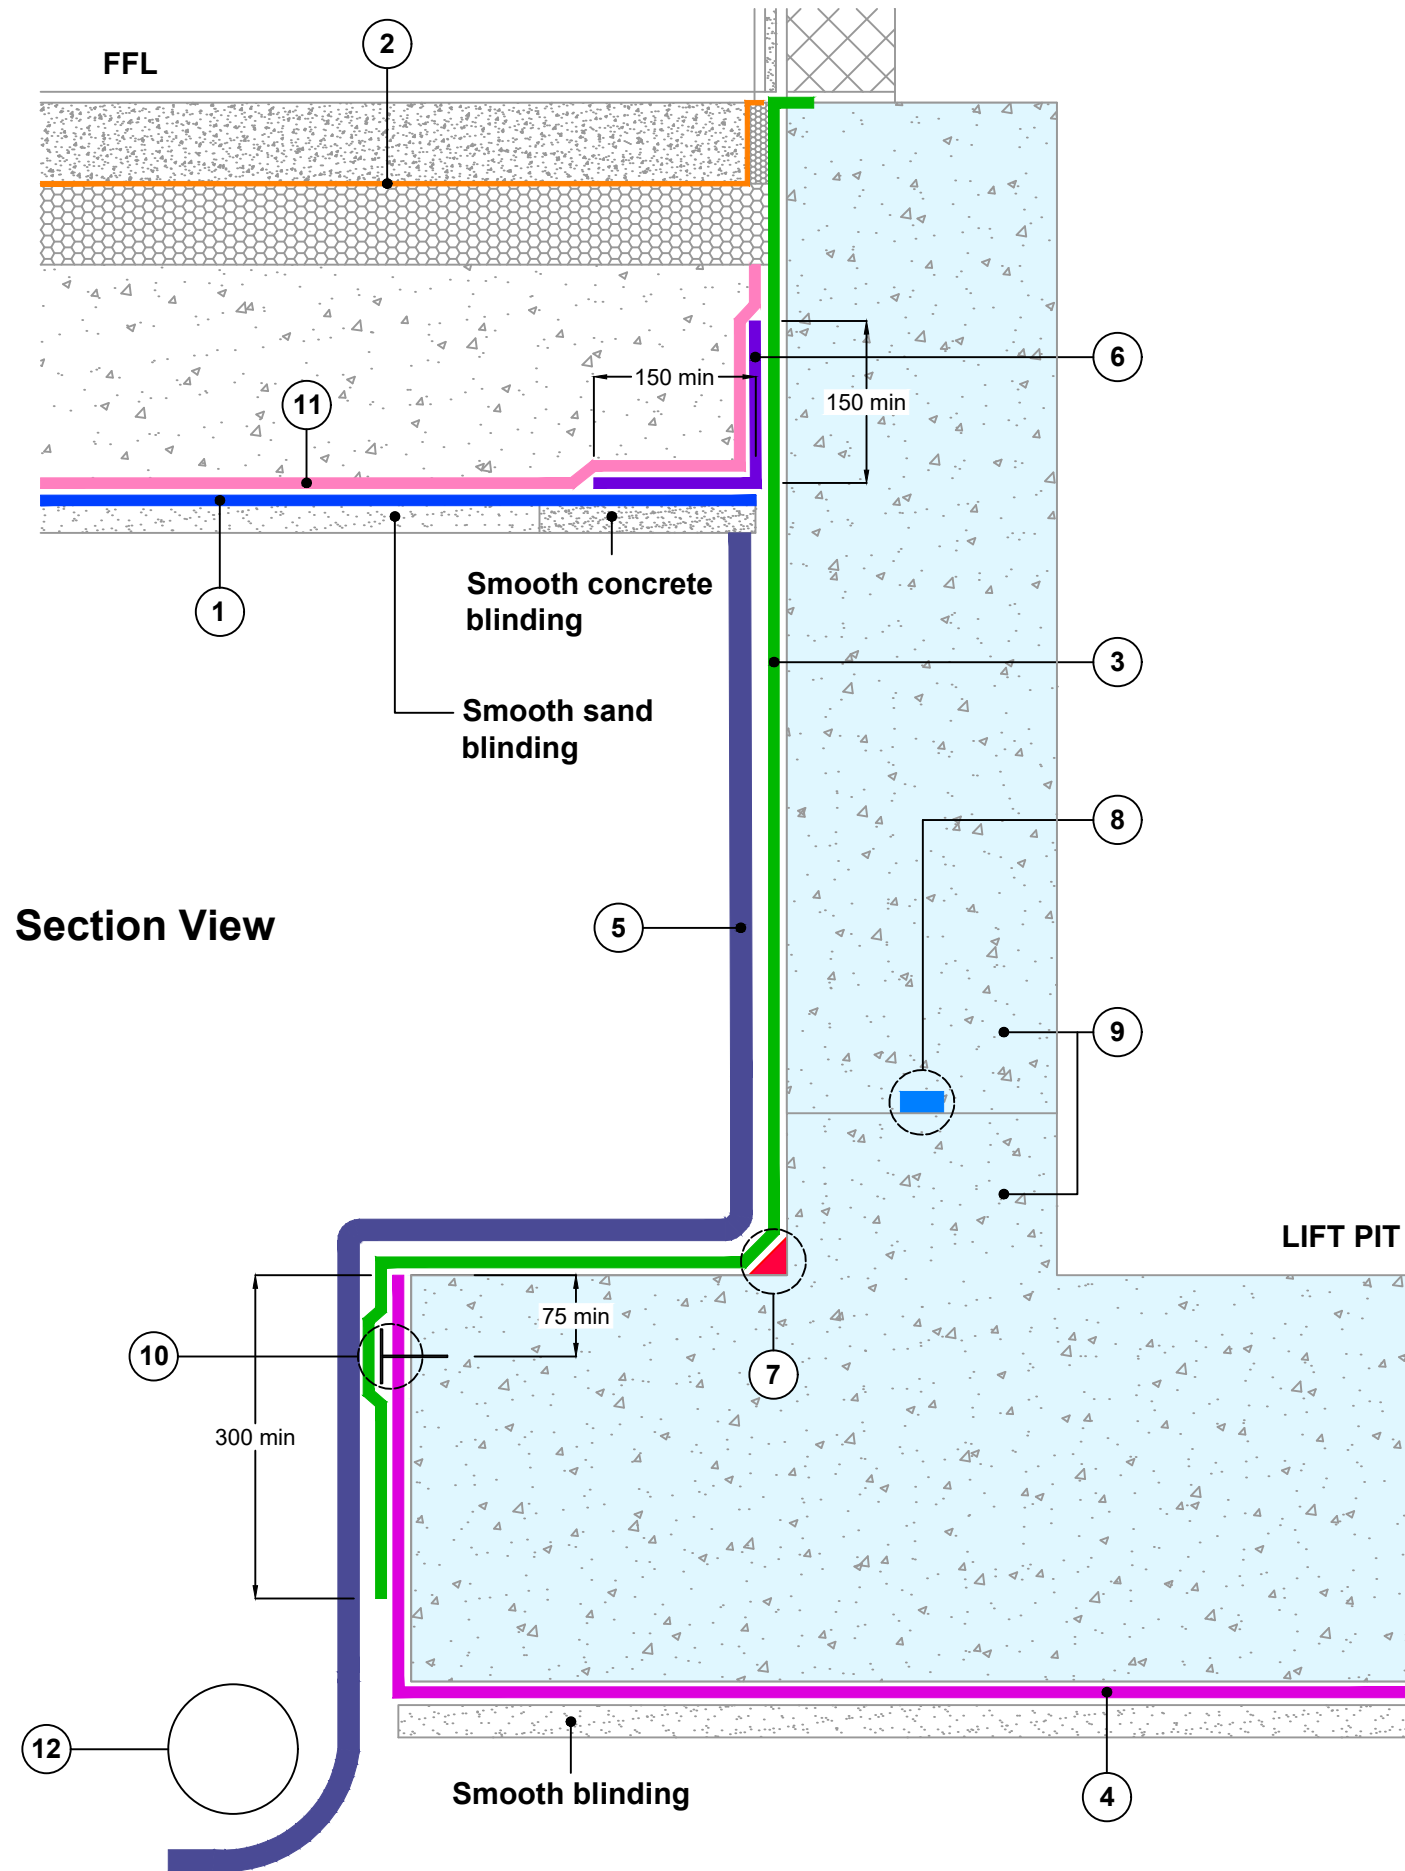 2
FFL
6
150 min
150 min
11
1
Smooth concrete
blinding
3
Smooth sand
blinding
8
Section View
5
9
LIFT PIT
75 min
10
7
300 min
12
Smooth blinding
4